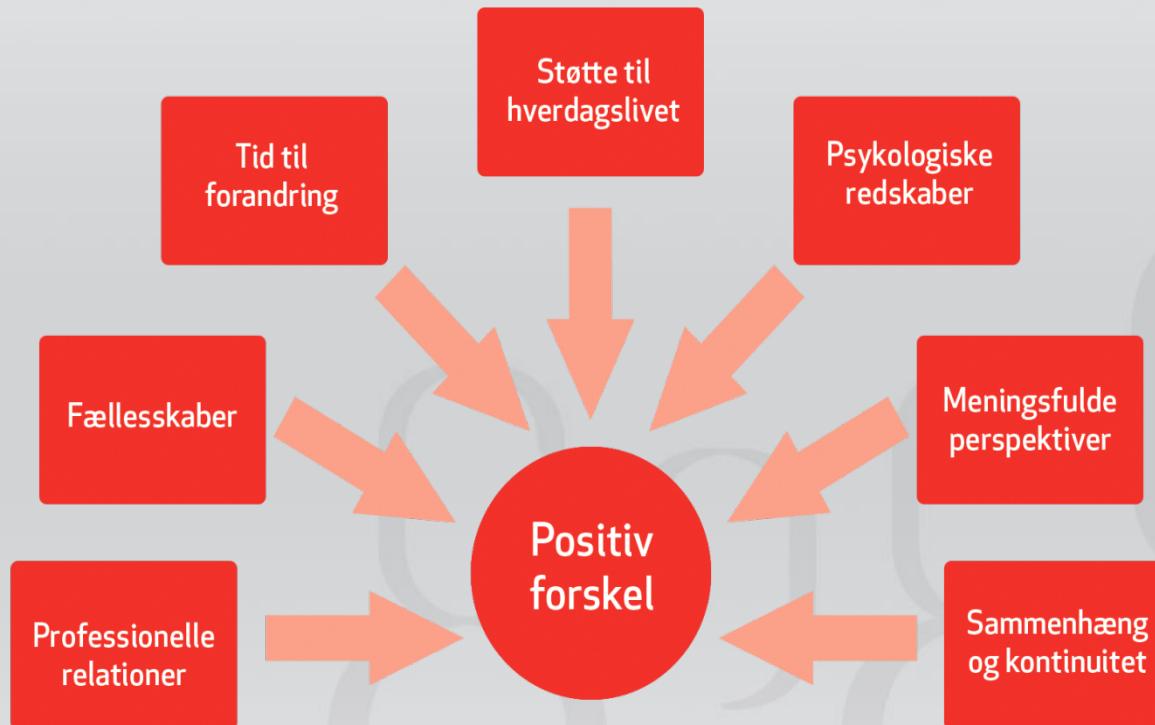 Støtte til
hverdagslivet
Tid til
forandring
Psykologiske
redskaber
Fællesskaber
Meningsfulde
perspektiver
Positiv
forskel
Professionelle
relationer
Sammenhæng
og kontinuitet